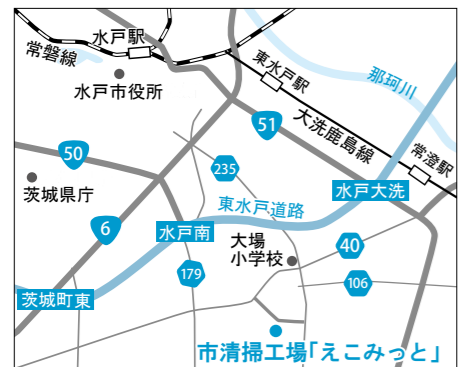 水戸駅
常磐線
水戸市役所
東水戸駅
那珂川
大洗鹿島線
常澄駅
51
50
235
茨城県庁
水戸大洗
東水戸道路
6
水戸南
大場
小学校
40
179
106
茨城町東
市清掃工場「えこみっと」